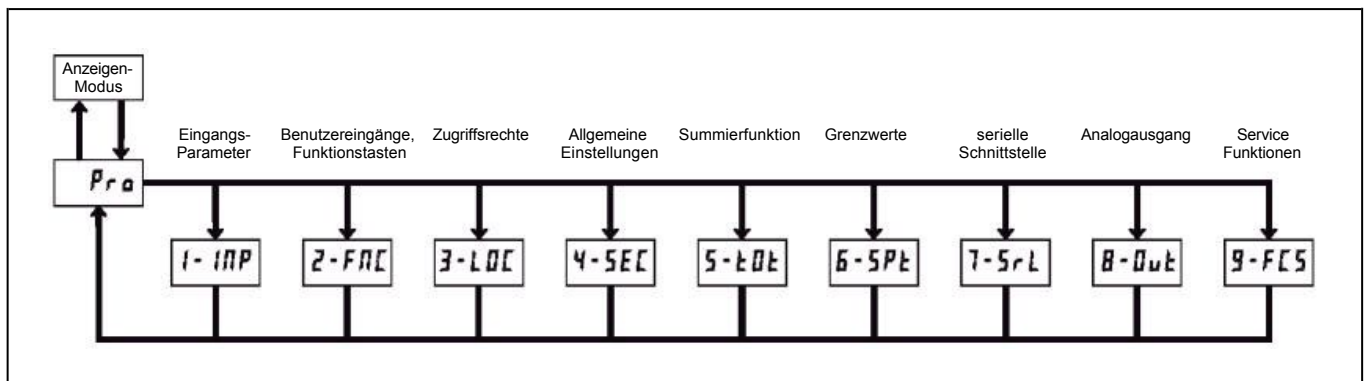 Anzeigen-
Modus
Eingangs-
Parameter
Benutzereingänge,
Funktionstasten
Zugriffsrechte
Allgemeine
Einstellungen
Summierfunktion
Grenzwerte
serielle
Schnittstelle
Analogausgang
Service
Funktionen
Pro
1-INP
2-FNC
3-LOC
4-SEC
5-tOt
6-SPt
7-SrL
8-Out
9-FCS